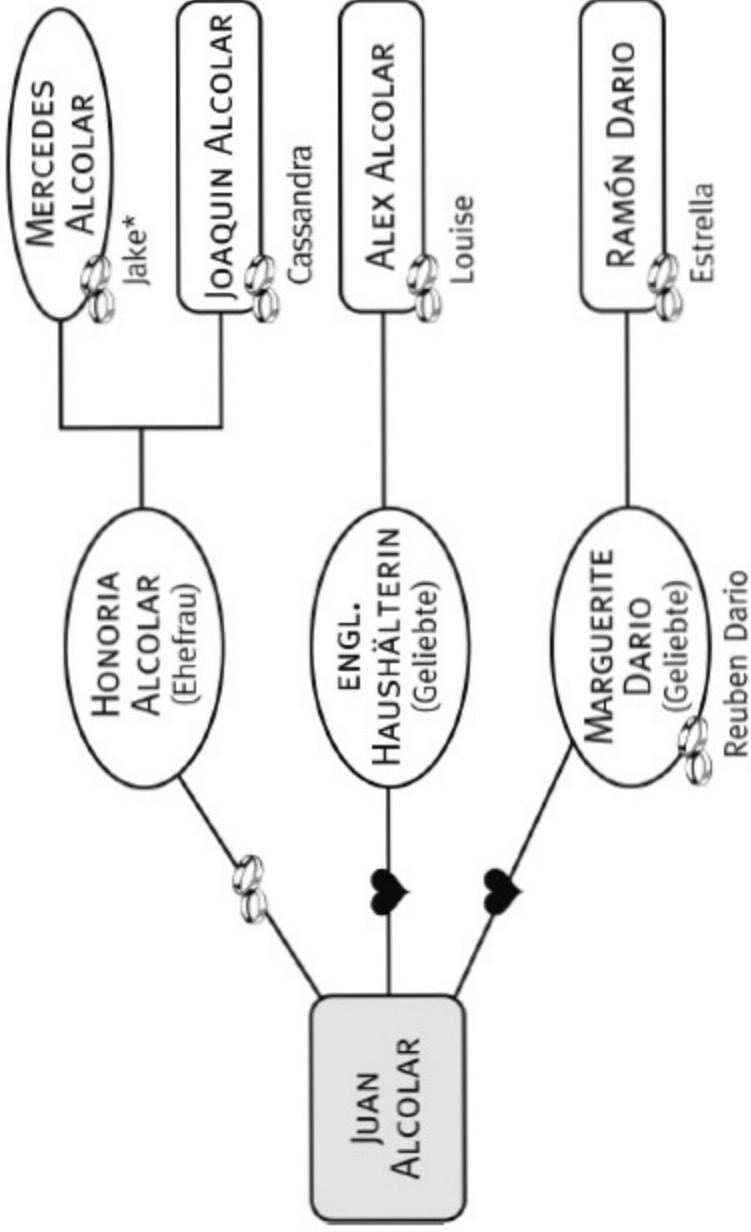 JUAN
ALCOLAR
HONORIA
ALCOLAR
(Ehefrau)
ENGL.
HAUSHÄLTERIN
(Geliebte)
MARGUERITE
DARIO
(Geliebte)
Reuben Dario
MERCEDES
ALCOLAR
Jake*
JOAQUIN ALCOLAR
Cassandra
ALEX ALCOLAR
Louise
RAMÓN DARIO
Estrella